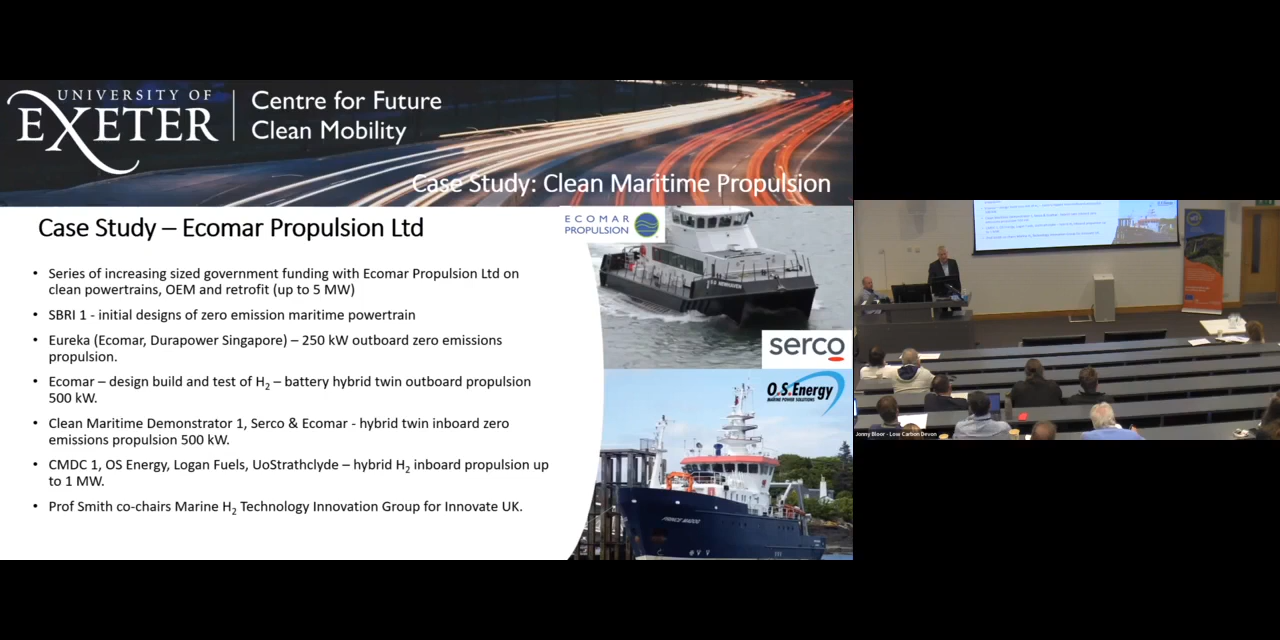 UNIVERSITY OF
EXETER
Centre for Future
Clean Mobility
Case Study: Clean Maritime Propulsion
Case Study – Ecomar Propulsion Ltd
ECOMAR
PROPULSION
• Series of increasing sized government funding with Ecomar Propulsion Ltd on
clean powertrains, OEM and retrofit (up to 5 MW)
• SBRI 1 - initial designs of zero emission maritime powertrain
• Eureka (Ecomar, Durapower Singapore) – 250 kW outboard zero emissions
propulsion.
• Ecomar – design build and test of H2 – battery hybrid twin outboard propulsion
500 kW.
• Clean Maritime Demonstrator 1, Serco & Ecomar - hybrid twin inboard zero
emissions propulsion 500 kW.
• CMDC 1, OS Energy, Logan Fuels, UoStrathclyde – hybrid H2 inboard propulsion up
to 1 MW.
• Prof Smith co-chairs Marine H2 Technology Innovation Group for Innovate UK.
NEWHAVEN
serco
O.S.Energy
MARINE POWER SOLUTIONS
PRINCE MADOG
Jonny Bloor - Low Carbon Devon